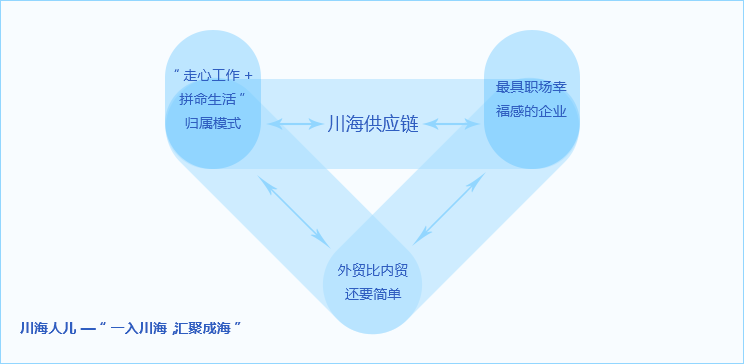 “走心工作 +
拼命生活”
归属模式
川海供应链
最具职场幸
福感的企业
外贸比内贸
还要简单
川海人儿 —“一入川海 ,汇聚成海”